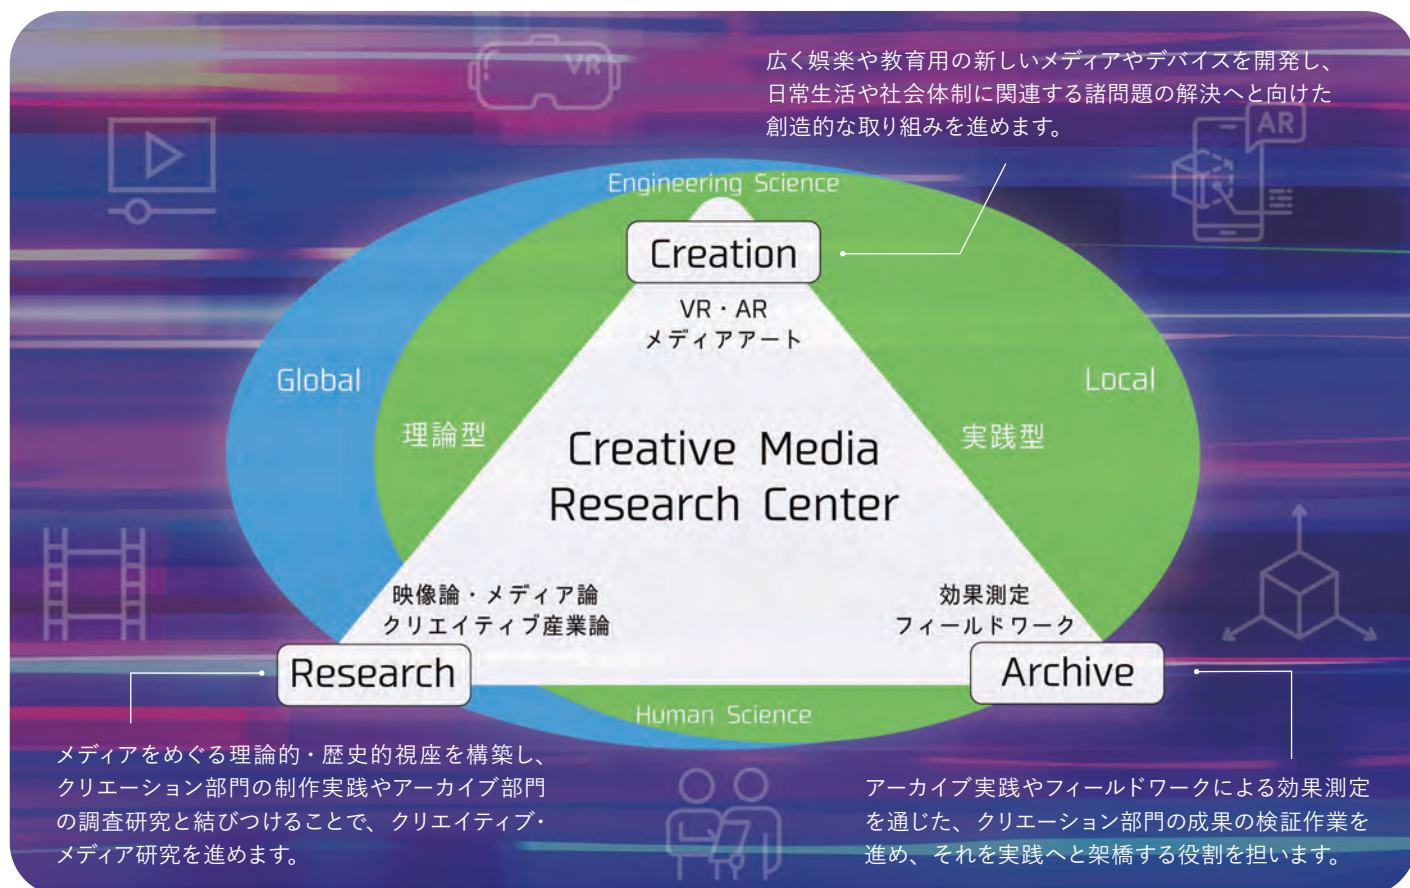 VR
広く娯楽や教育用の新しいメディアやデバイスを開発し、
日常生活や社会体制に関連する諸問題の解決へと向けた
創造的な取り組みを進めます。
AR
Engineering Science
Creation
VR・AR
メディアアート
Global
Local
理論型
実践型
Creative Media
Research Center
映像論・メディア論
クリエイティブ産業論
効果測定
フィールドワーク
Research
Archive
Human Science
メディアをめぐる理論的・歴史的視座を構築し、
クリエーション部門の制作実践やアーカイブ部門
の調査研究と結びつけることで、クリエイティブ・
メディア研究を進めます。
アーカイブ実践やフィールドワークによる効果測定
を通じた、クリエーション部門の成果の検証作業を
進め、それを実践へと架橋する役割を担います。